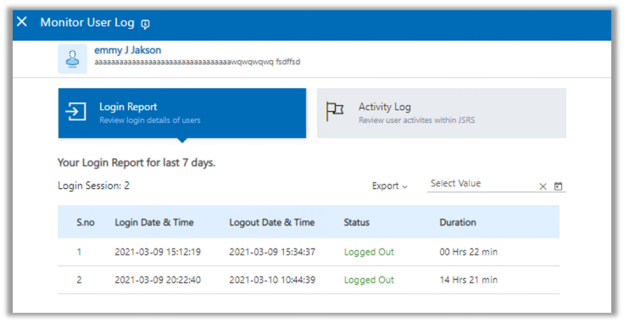 Monitor User Log
emmy J Jakson
aaaaaaaaaaaaaaaaaaaaaaaaaaaaaaaaawqwqwqwq fsdffsd
Login Report
Review login details of users
Activity Log
Review user activites within JSRS
Your Login Report for last 7 days.
Login Session: 2
Export
Select Value
S.no Login Date & Time Logout Date & Time Status Duration
1 2021-03-09 15:12:19 2021-03-09 15:34:37 Logged Out 00 Hrs 22 min
2 2021-03-09 20:22:40 2021-03-10 10:44:39 Logged Out 14 Hrs 21 min